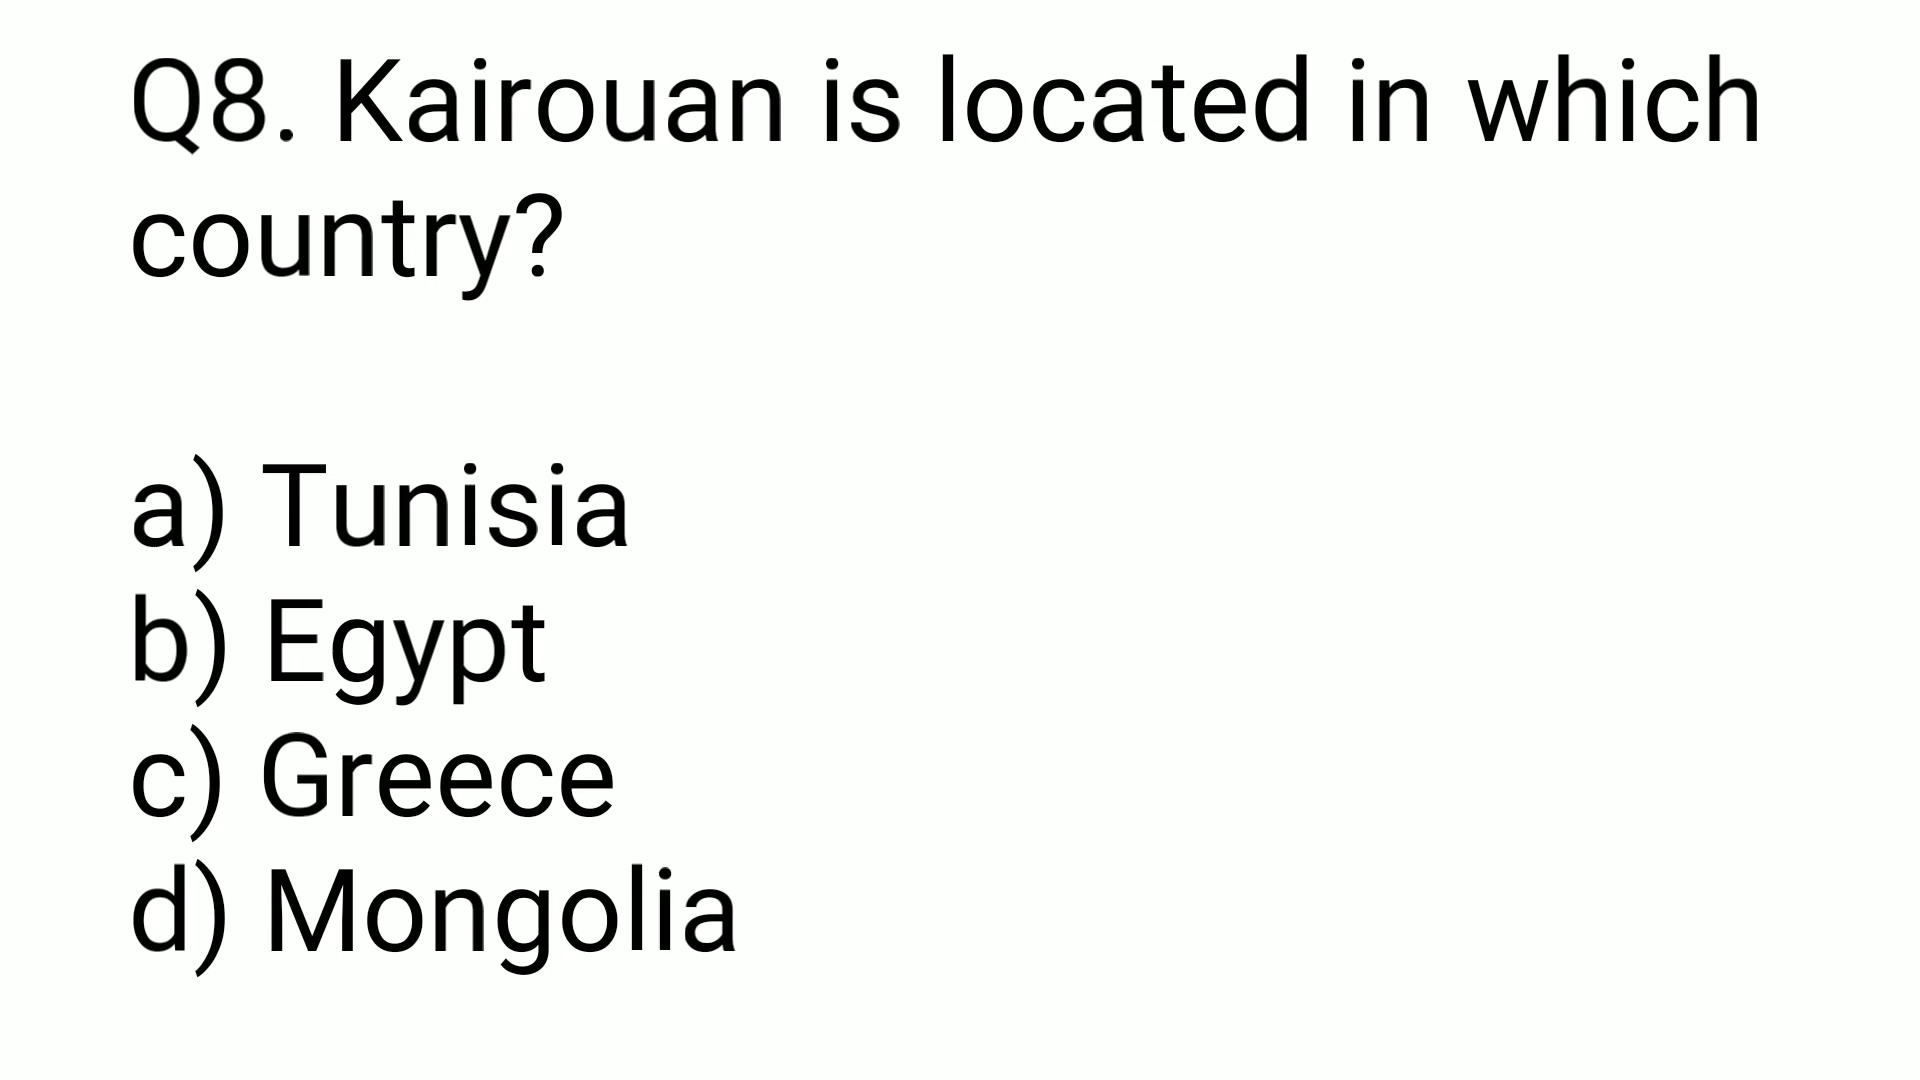 Q8. Kairouan is located in which
country?
a) Tunisia
b) Egypt
c) Greece
d) Mongolia